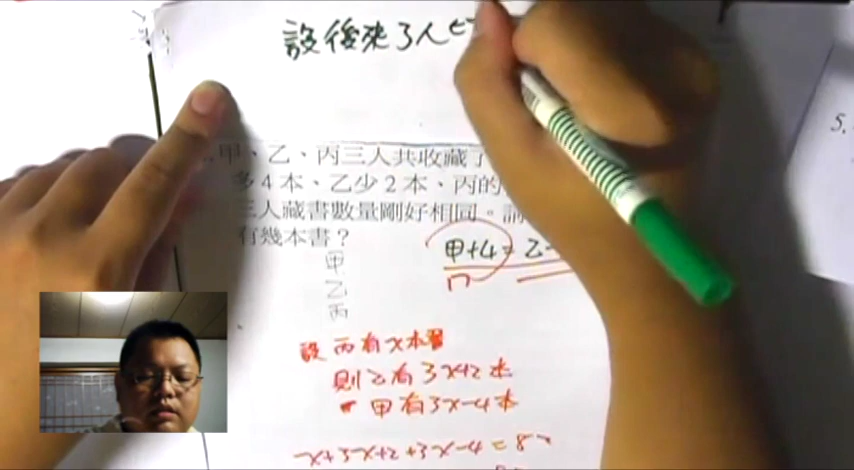 設後來3人
5.
甲、乙、丙三人共收藏了
多4本、乙少2本、丙的
三人藏書數量剛好相同。請
有幾本書？
甲+4=乙-
甲
乙
丙
丙
設丙有x本
則乙有3x+2本
甲有3x-4本
x+3x+2+3x-4=